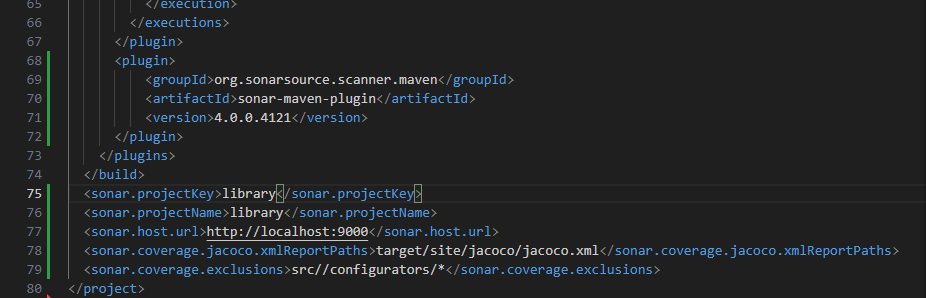 65 </execution>
66 </executions>
67 </plugin>
68 <plugin>
69 <groupId>org.sonarsource.scanner.maven</groupId>
70 <artifactId>sonar-maven-plugin</artifactId>
71 <version>4.0.0.4121</version>
72 </plugin>
73 </plugins>
74 </build>
75 <sonar.projectKey>library</sonar.projectKey>
76 <sonar.projectName>library</sonar.projectName>
77 <sonar.host.url>http://localhost:9000</sonar.host.url>
78 <sonar.coverage.jacoco.xmlReportPaths>target/site/jacoco/jacoco.xml</sonar.coverage.jacoco.xmlReportPaths>
79 <sonar.coverage.exclusions>src//configurators/*</sonar.coverage.exclusions>
80 </project>